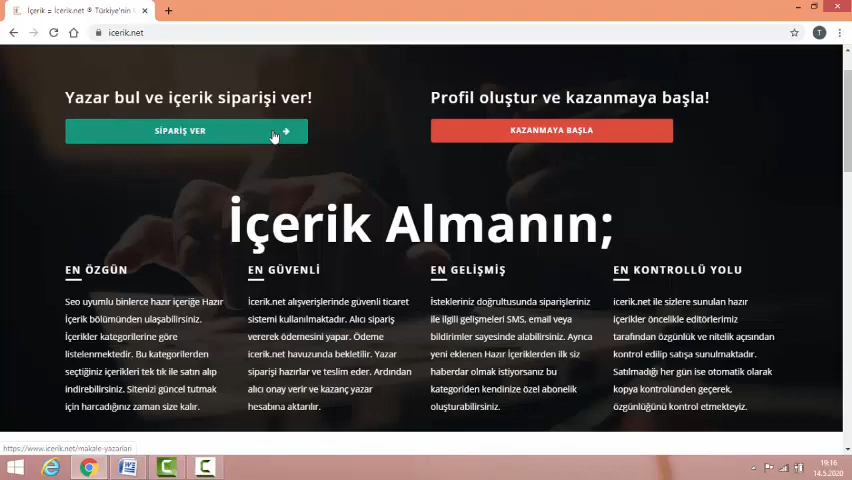 İçerik = İcerik.net ® Türkiye'nin
icerik.net
T
Yazar bul ve içerik siparişi ver!
SİPARİŞ VER
Profil oluştur ve kazanmaya başla!
KAZANMAYA BAŞLA
İçerik Almanın;
EN ÖZGÜN
Seo uyumlu binlerce hazır içeriğe Hazır
İçerik bölümünden ulaşabilirsiniz.
İçerikler kategorilerine göre
listelenmektedir. Bu kategorilerden
seçtiğiniz içerikleri tek tık ile satın alıp
indirebilirsiniz. Sitenizi güncel tutmak
için harcadığınız zaman size kalır.
EN GÜVENLİ
İcerik.net alışverişlerinde güvenli ticaret
sistemi kullanılmaktadır. Alıcı sipariş
vererek ödemesini yapar. Ödeme
icerik.net havuzunda bekletilir. Yazar
siparişi hazırlar ve teslim eder. Ardından
alıcı onay verir ve kazanç yazar
hesabına aktarılır.
EN GELİŞMİŞ
İstekleriniz doğrultusunda siparişleriniz
ile ilgili gelişmeleri SMS, email veya
bildirimler sayesinde alabilirsiniz. Ayrıca
yeni eklenen Hazır İçeriklerden ilk siz
haberdar olmak istiyorsanız bu
kategoriden kendinize özel abonelik
oluşturabilirsiniz.
EN KONTROLLÜ YOLU
icerik.net ile sizlere sunulan hazır
içerikler öncelikle editörlerimiz
tarafından özgünlük ve nitelik açısından
kontrol edilip satışa sunulmaktadır.
Satılmadığı her gün ise otomatik olarak
kopya kontrolünden geçerek,
özgünlüğünü kontrol etmekteyiz.
https://www.icerik.net/makale-yazarlari
19:16
14.5.2020